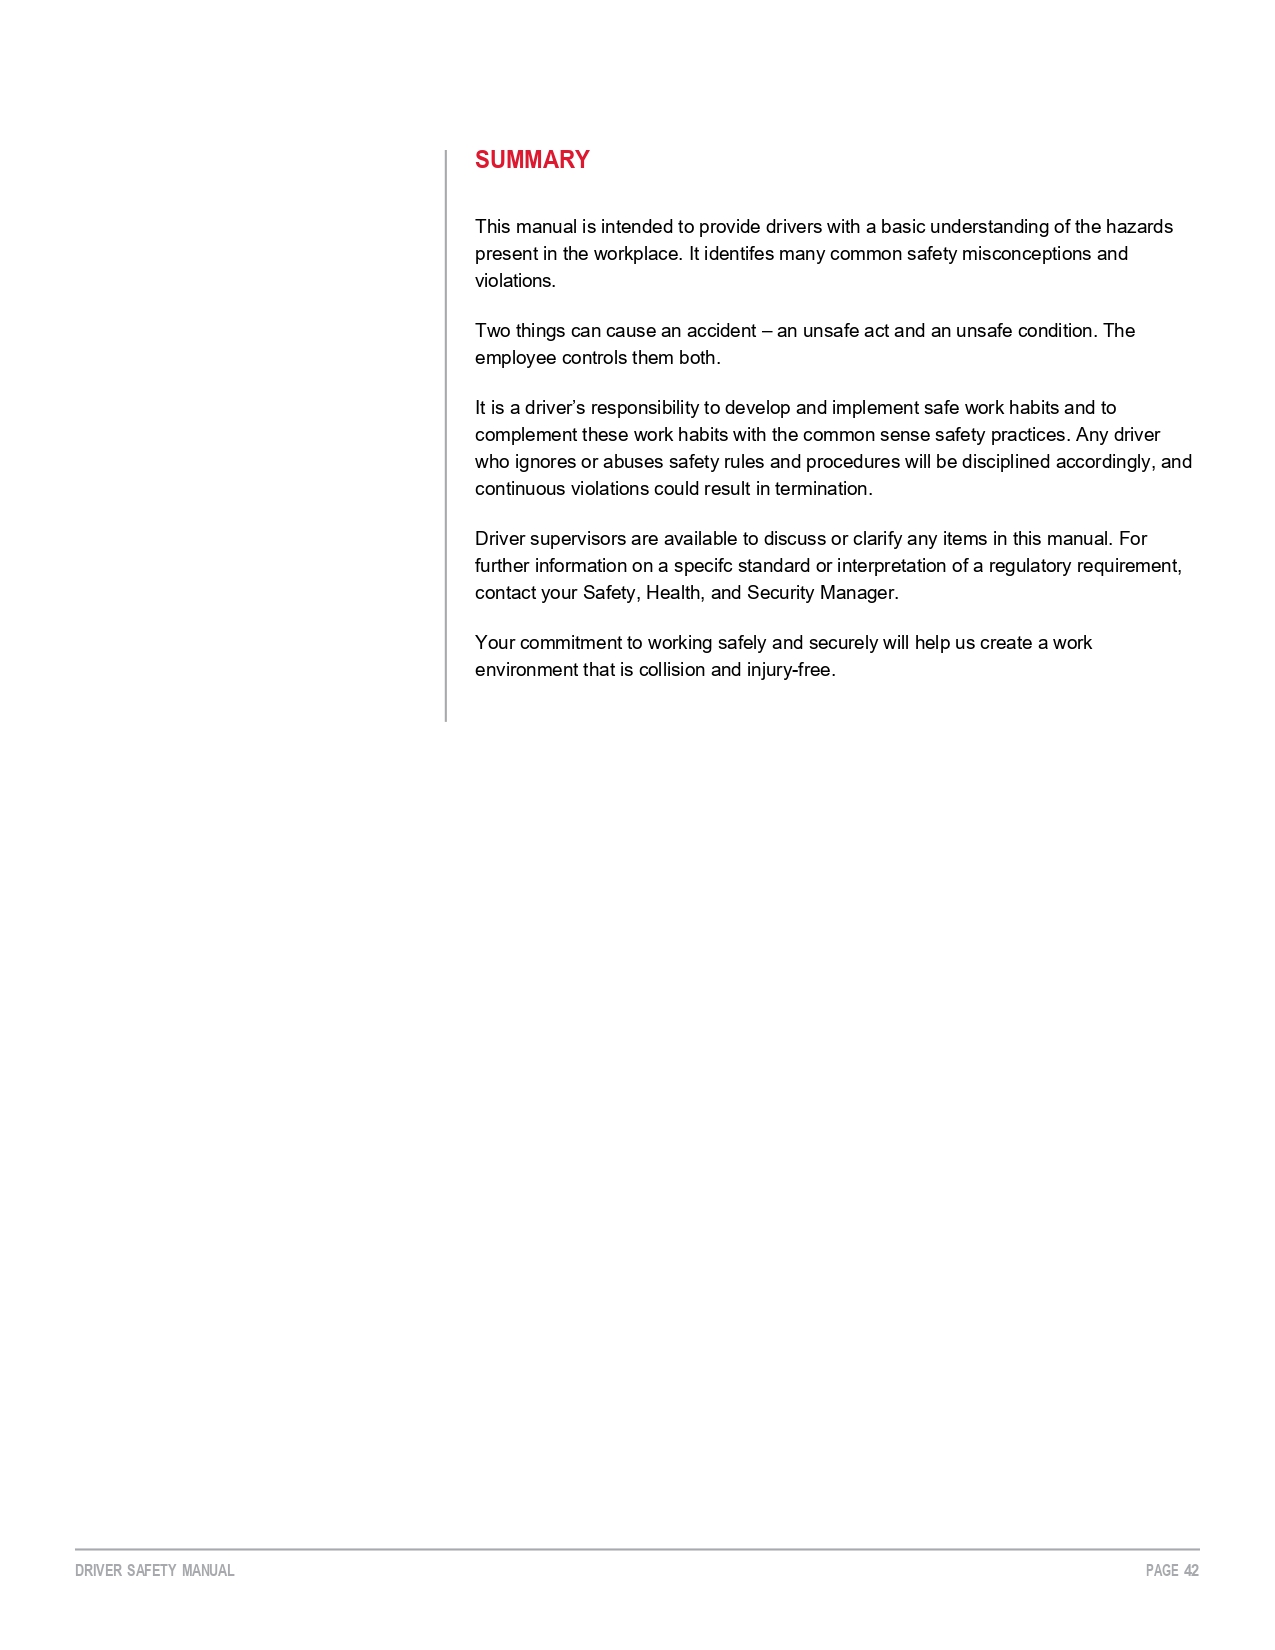 SUMMARY
This manual is intended to provide drivers with a basic understanding of the hazards
present in the workplace. It identifes many common safety misconceptions and
violations.
Two things can cause an accident – an unsafe act and an unsafe condition. The
employee controls them both.
It is a driver’s responsibility to develop and implement safe work habits and to
complement these work habits with the common sense safety practices. Any driver
who ignores or abuses safety rules and procedures will be disciplined accordingly, and
continuous violations could result in termination.
Driver supervisors are available to discuss or clarify any items in this manual. For
further information on a specifc standard or interpretation of a regulatory requirement,
contact your Safety, Health, and Security Manager.
Your commitment to working safely and securely will help us create a work
environment that is collision and injury-free.
DRIVER SAFETY MANUAL
PAGE 42